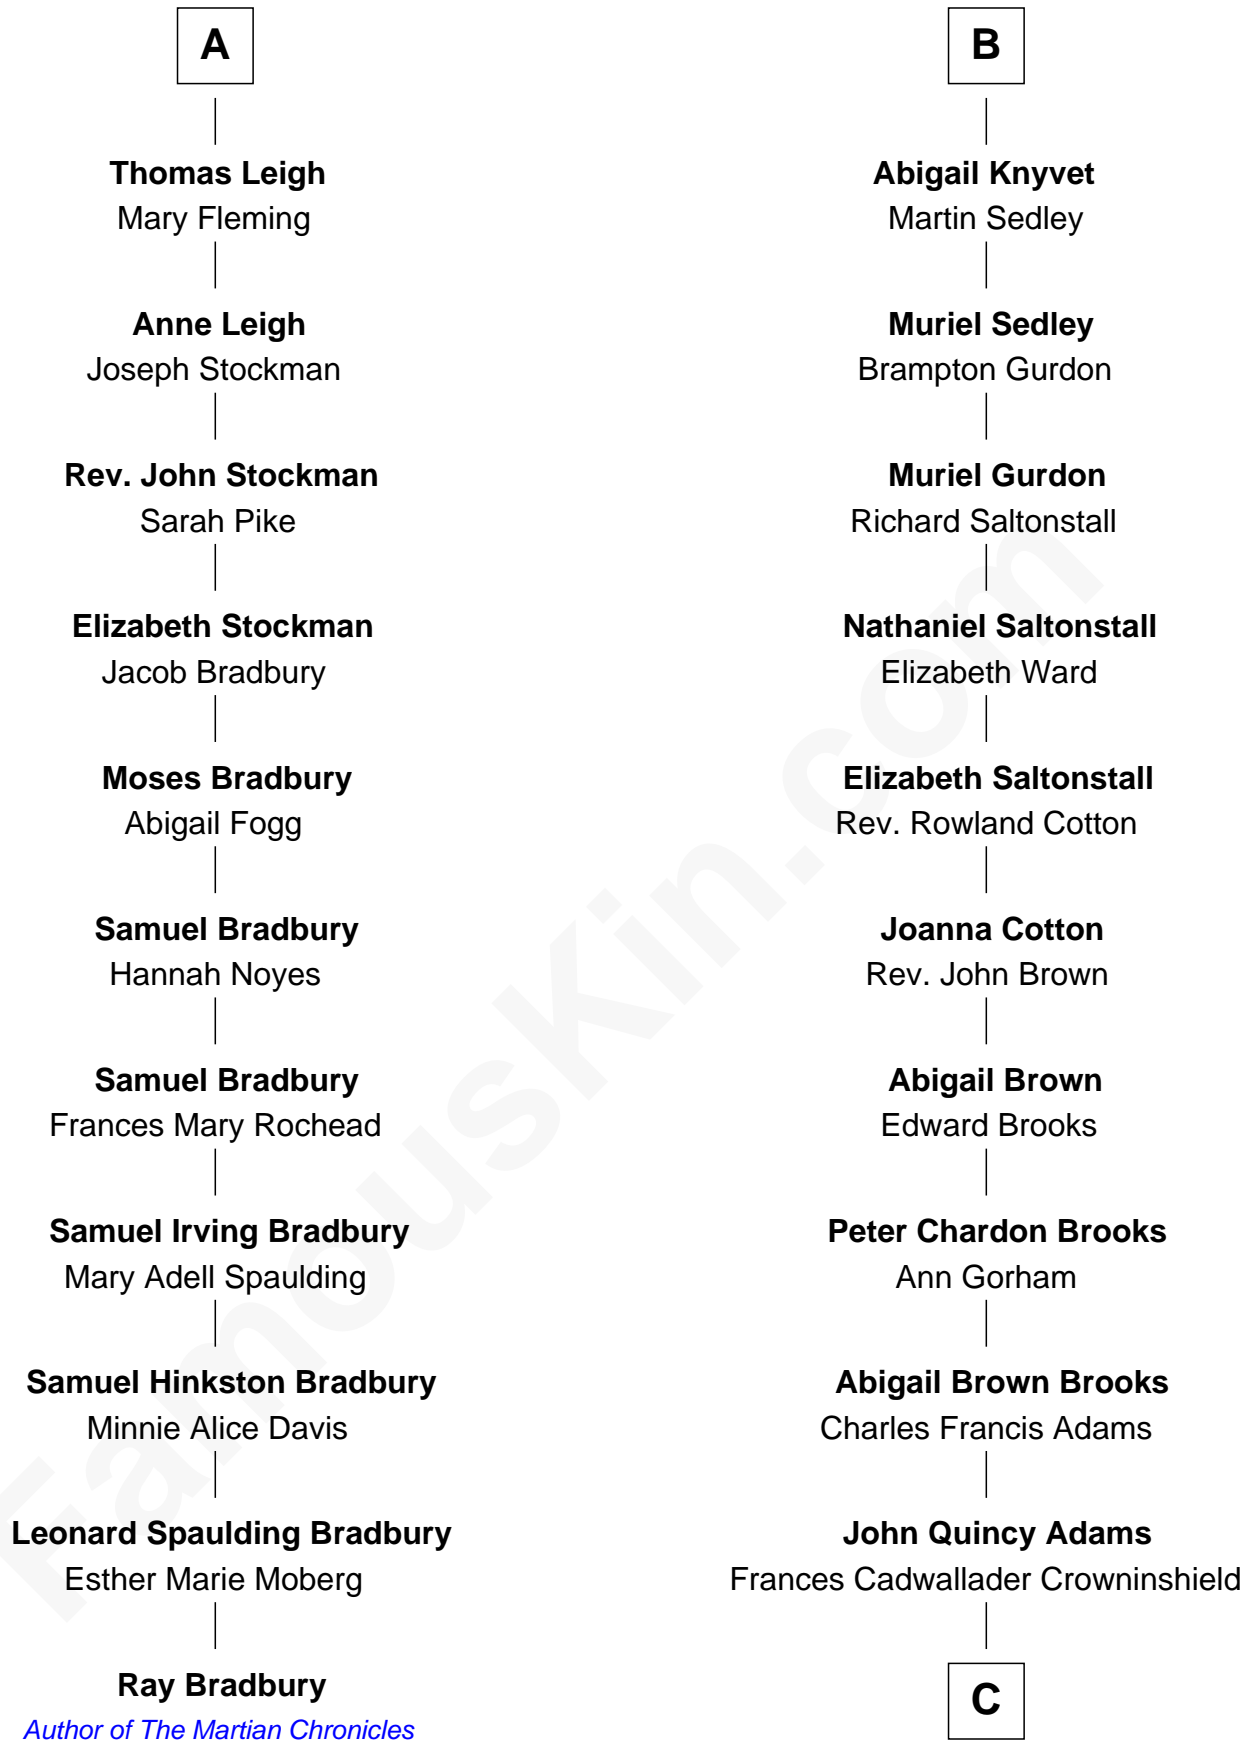 A
Thomas Leigh
Mary Fleming
Anne Leigh
Joseph Stockman
Rev. John Stockman
Sarah Pike
Elizabeth Stockman
Jacob Bradbury
Moses Bradbury
Abigail Fogg
Samuel Bradbury
Hannah Noyes
Samuel Bradbury
Frances Mary Rochead
Samuel Irving Bradbury
Mary Adell Spaulding
Samuel Hinkston Bradbury
Minnie Alice Davis
Leonard Spaulding Bradbury
Esther Marie Moberg
Ray Bradbury
Author of The Martian Chronicles
B
Abigail Knyvet
Martin Sedley
Muriel Sedley
Brampton Gurdon
Muriel Gurdon
Richard Saltonstall
Nathaniel Saltonstall
Elizabeth Ward
Elizabeth Saltonstall
Rev. Rowland Cotton
Joanna Cotton
Rev. John Brown
Abigail Brown
Edward Brooks
Peter Chardon Brooks
Ann Gorham
Abigail Brown Brooks
Charles Francis Adams
John Quincy Adams
Frances Cadwallader Crowninshield
C
FamousKin.com